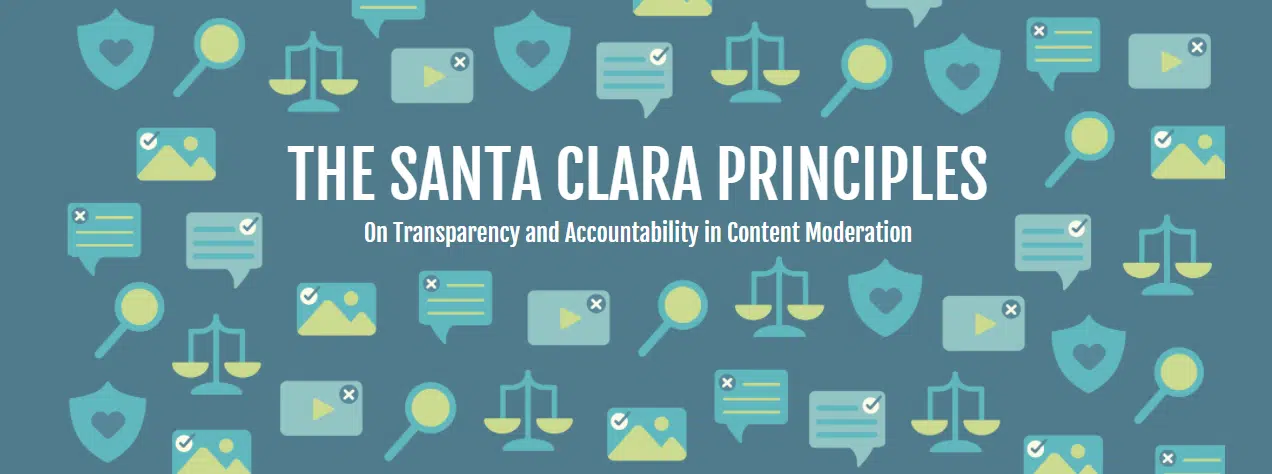 THE SANTA CLARA PRINCIPLES
On Transparency and Accountability in Content Moderation